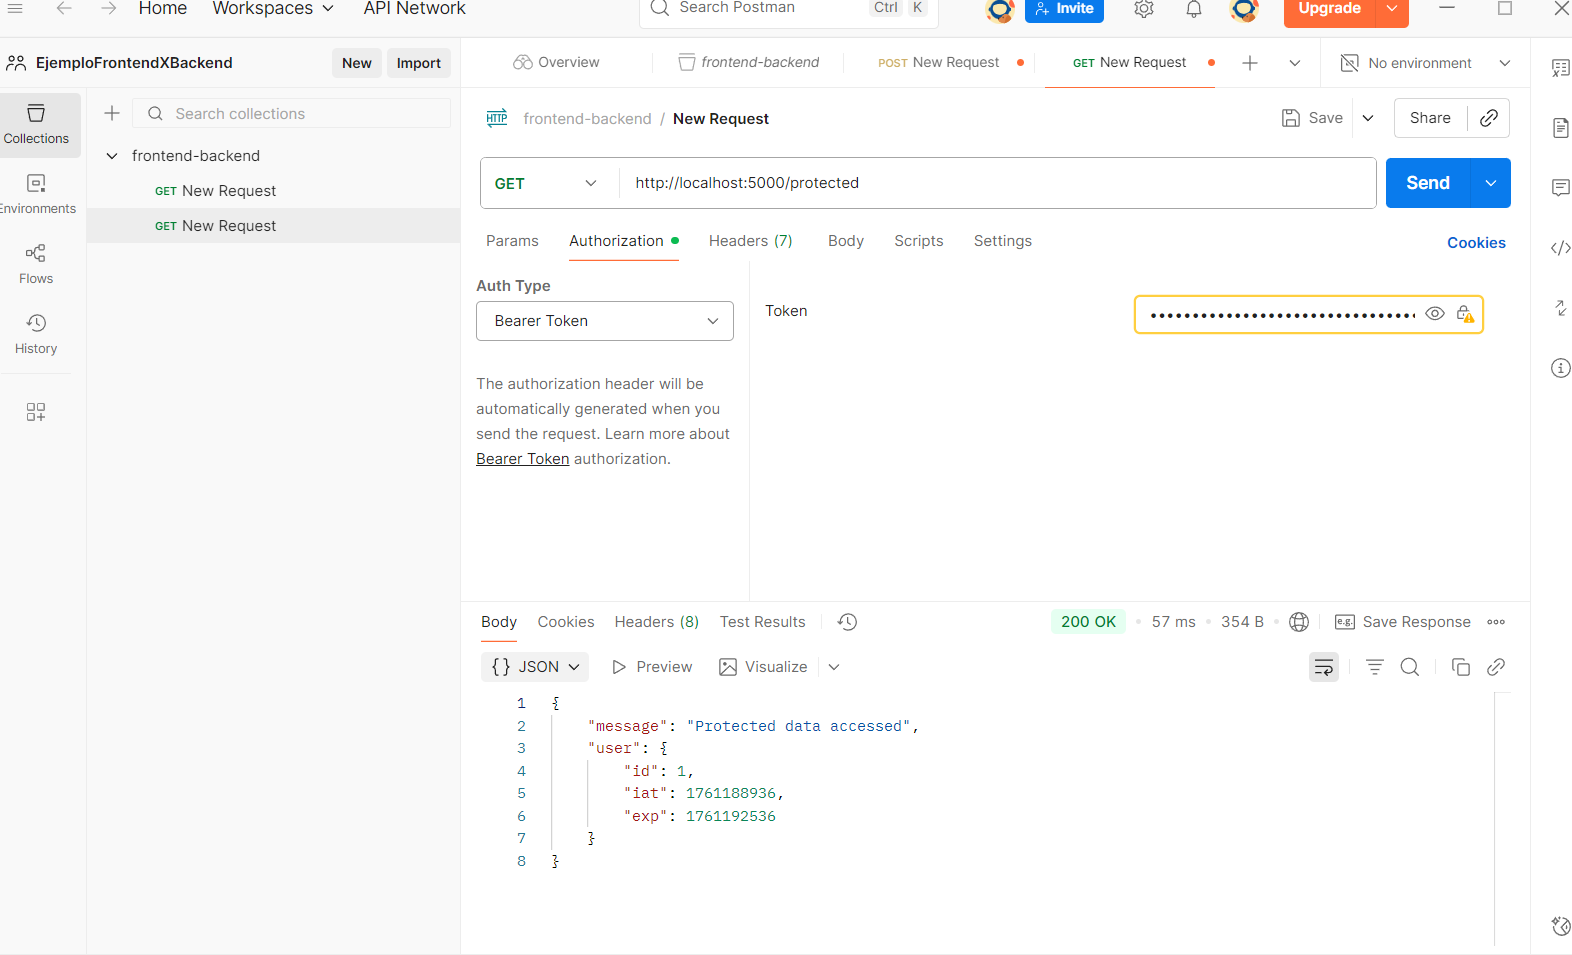 Home Workspaces API Network Search Postman Ctrl K Invite Upgrade
EjemploFrontendXBackend New Import
Overview frontend-backend POST New Request GET New Request No environment
Collections
Environments
Flows
History
Search collections
frontend-backend
GET New Request
GET New Request
HTTP frontend-backend / New Request Save Share
GET http://localhost:5000/protected Send
Params Authorization Headers (7) Body Scripts Settings Cookies
Auth Type
Bearer Token
The authorization header will be
automatically generated when you
send the request. Learn more about
Bearer Token authorization.
Token
Body Cookies Headers (8) Test Results 200 OK • 57 ms • 354 B • e.g. Save Response
{} JSON Preview Visualize
1 {
2 "message": "Protected data accessed",
3 "user": {
4 "id": 1,
5 "iat": 1761188936,
6 "exp": 1761192536
7 }
8 }